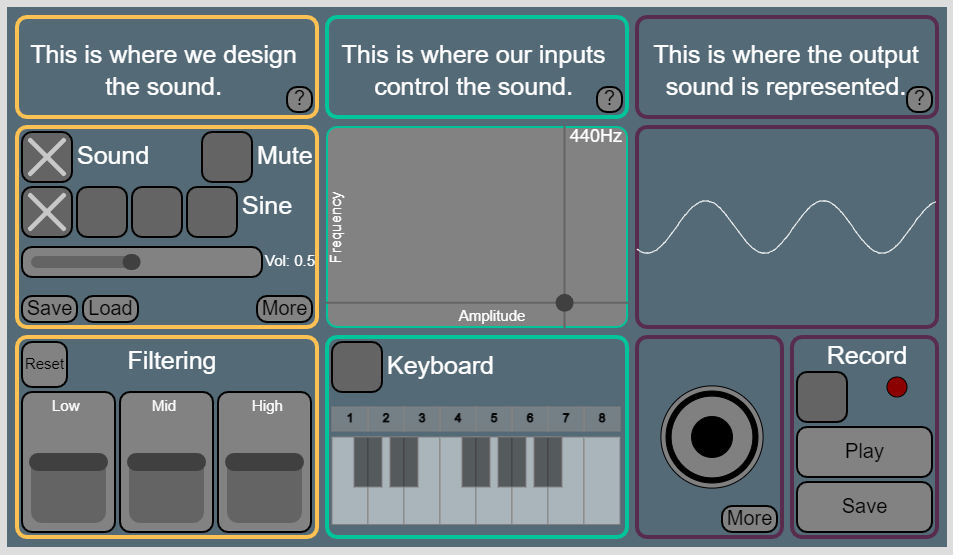 This is where we design
the sound.
?
This is where our inputs
control the sound.
?
This is where the output
sound is represented.
?
Sound
Mute
Sine
Vol: 0.5
Save
Load
More
440Hz
Frequency
Amplitude
Reset
Filtering
Low
Mid
High
Keyboard
1 2 3 4 5 6 7 8
More
Record
Play
Save